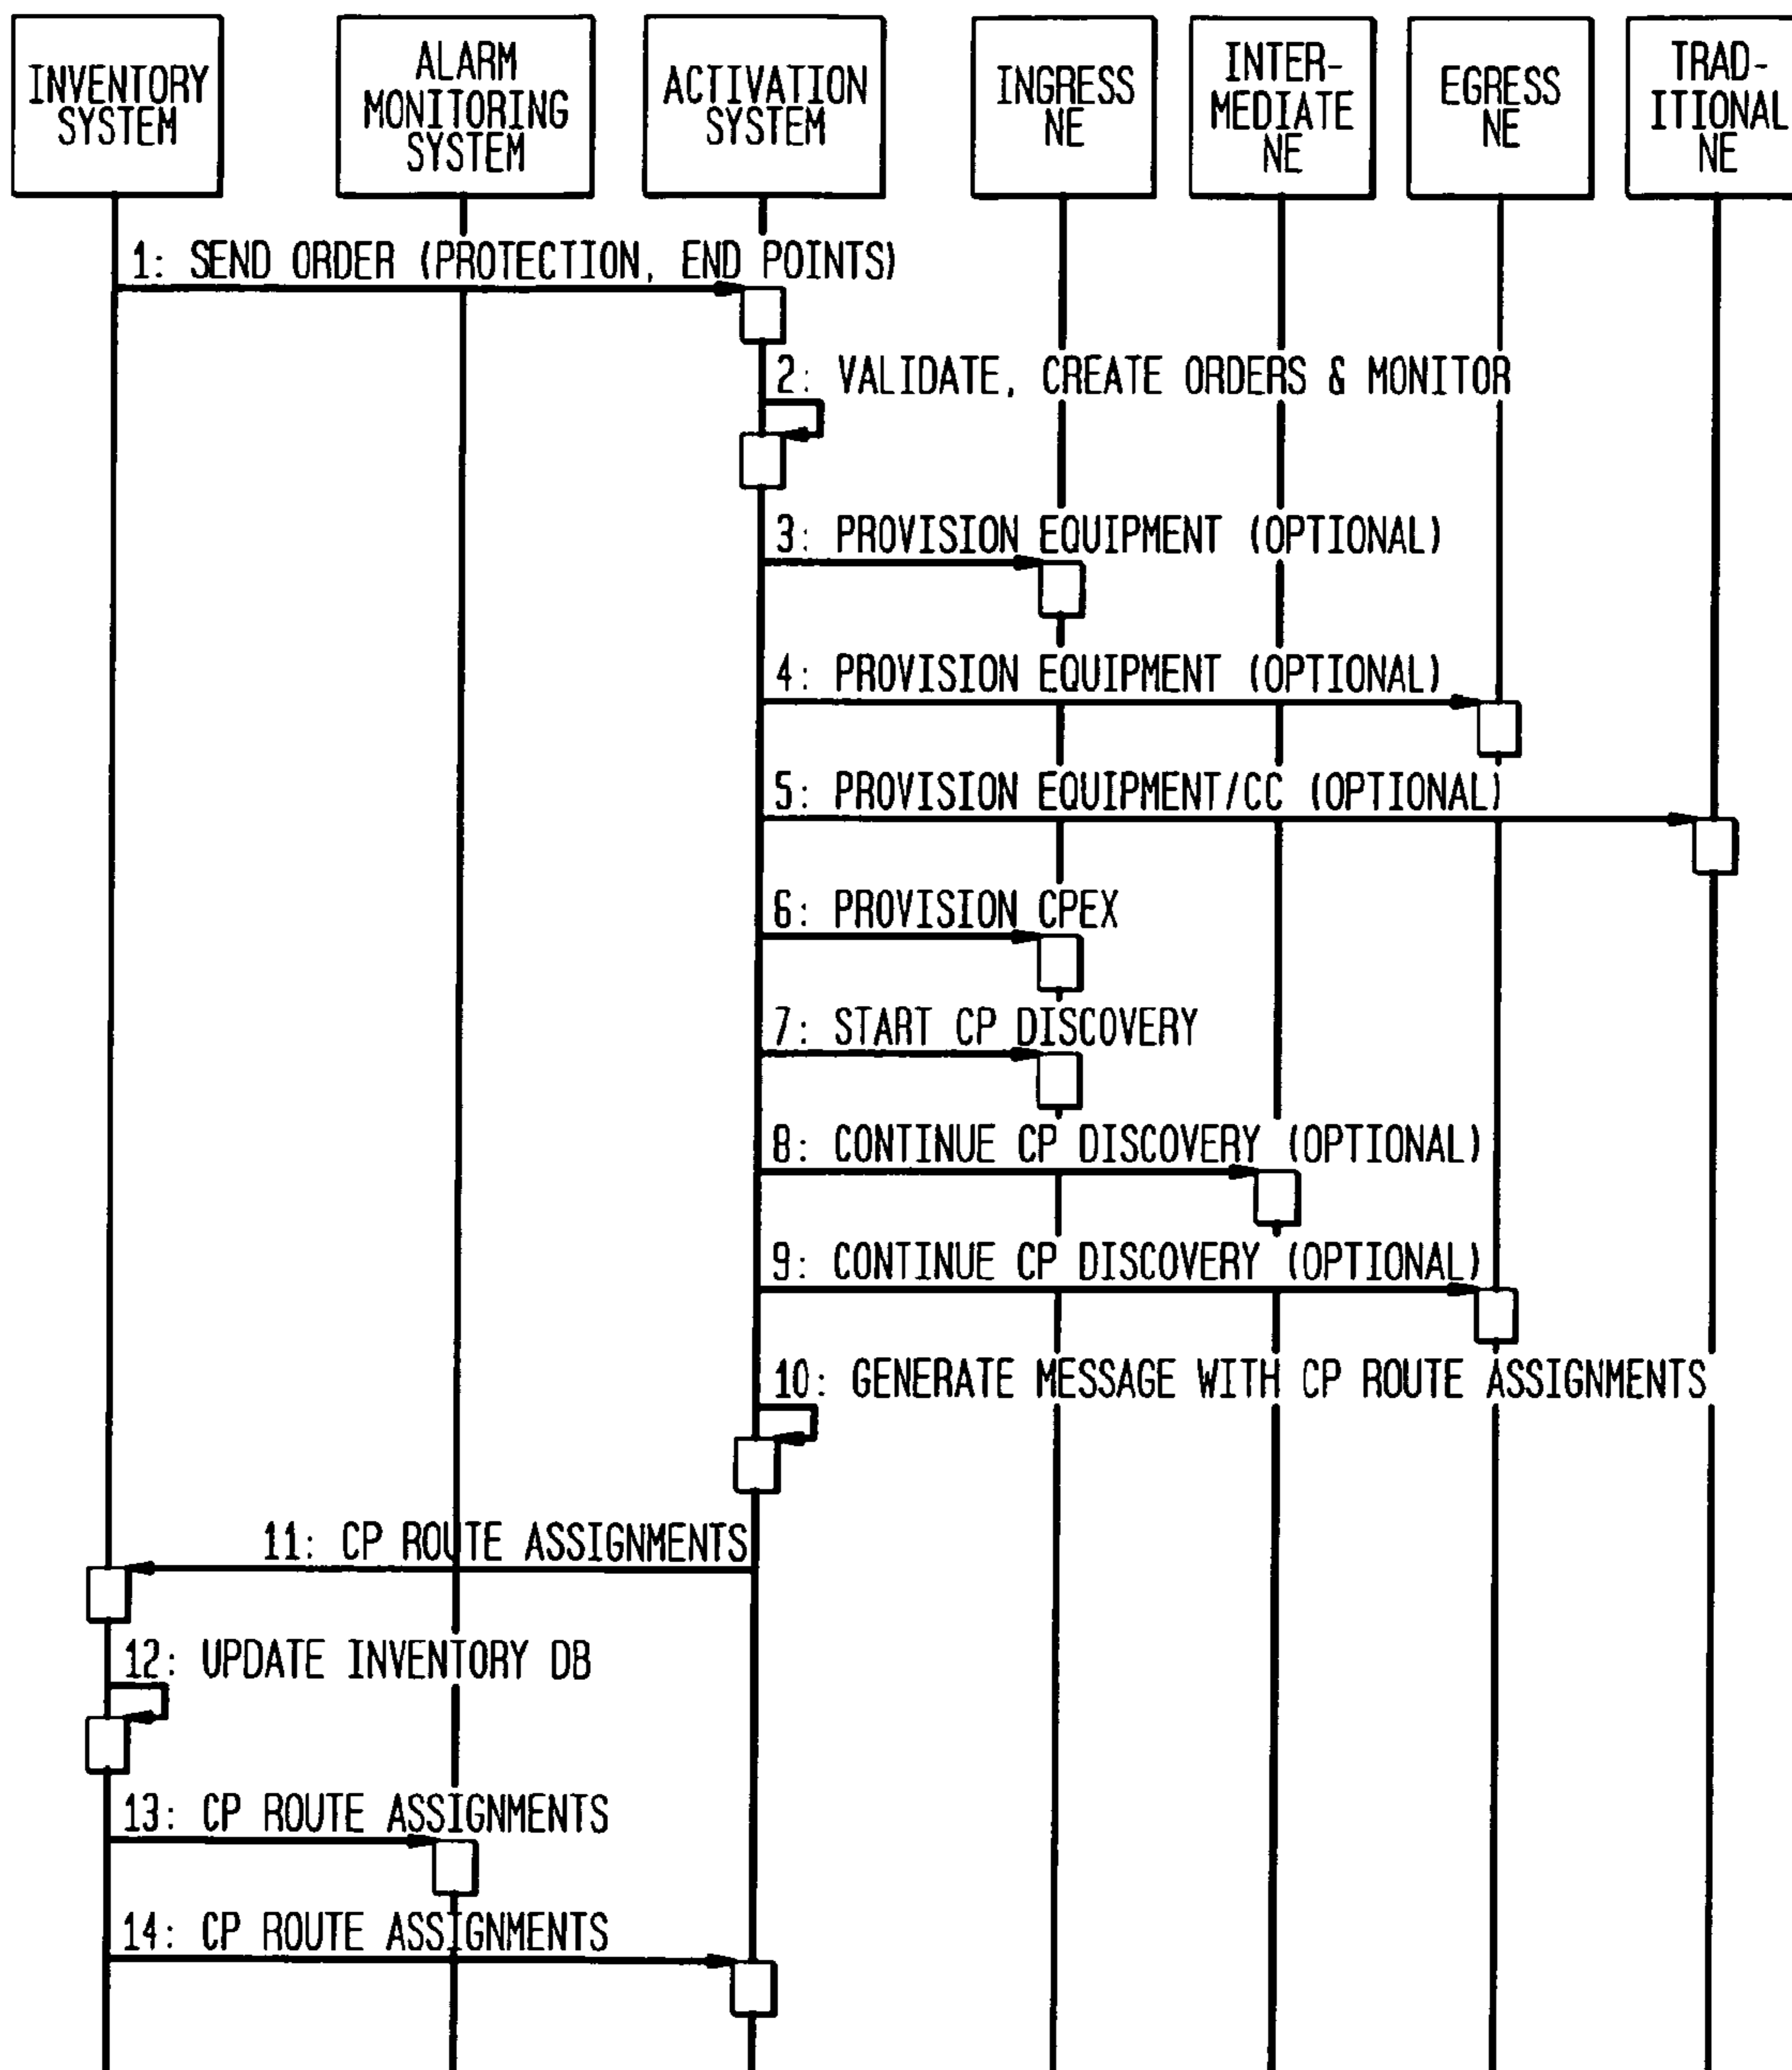 INVENTORY
SYSTEM
ALARM
MONITORING
SYSTEM
ACTIVATION
SYSTEM
INGRESS
NE
INTER-
MEDIATE
NE
EGRESS
NE
TRAD-
ITIONAL
NE
1: SEND ORDER (PROTECTION, END POINTS)
2: VALIDATE, CREATE ORDERS & MONITOR
3: PROVISION EQUIPMENT (OPTIONAL)
4: PROVISION EQUIPMENT (OPTIONAL)
5: PROVISION EQUIPMENT/CC (OPTIONAL)
6: PROVISION CPEX
7: START CP DISCOVERY
8: CONTINUE CP DISCOVERY (OPTIONAL)
9: CONTINUE CP DISCOVERY (OPTIONAL)
10: GENERATE MESSAGE WITH CP ROUTE ASSIGNMENTS
11: CP ROUTE ASSIGNMENTS
12: UPDATE INVENTORY DB
13: CP ROUTE ASSIGNMENTS
14: CP ROUTE ASSIGNMENTS